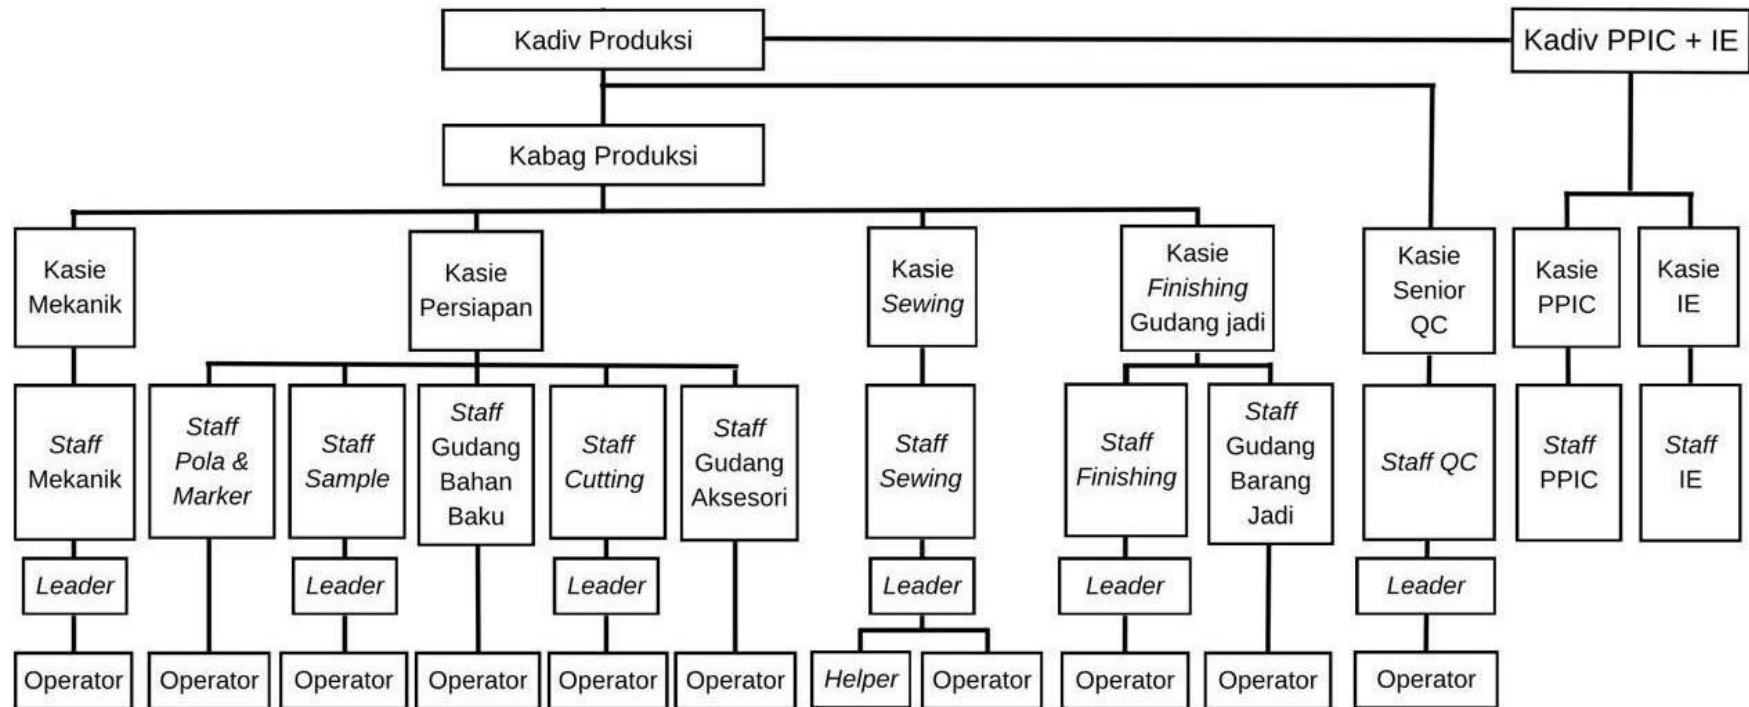 Kadiv Produksi
Kadiv PPIC + IE
Kabag Produksi
Kasie
Mekanik
Kasie
Persiapan
Kasie
Sewing
Kasie
Finishing
Gudang jadi
Kasie
Senior
QC
Kasie
PPIC
Kasie
IE
Staff
Mekanik
Staff
Pola &
Marker
Staff
Sample
Staff
Gudang
Bahan
Baku
Staff
Cutting
Staff
Gudang
Aksesori
Staff
Sewing
Staff
Finishing
Staff
Gudang
Barang
Jadi
Staff QC
Staff
PPIC
Staff
IE
Leader
Leader
Leader
Leader
Leader
Leader
Operator
Operator
Operator
Operator
Operator
Operator
Helper
Operator
Operator
Operator
Operator